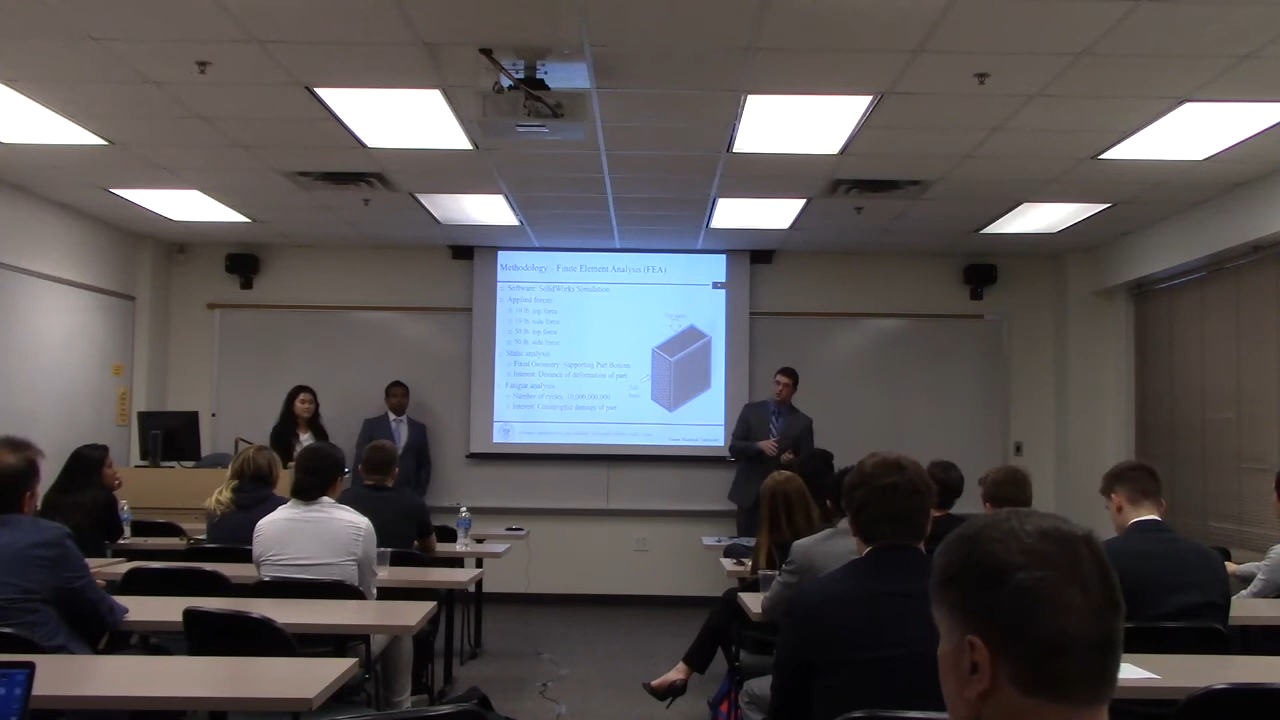 Methodology - Finite Element Analysis (FEA)
Software: SolidWorks Simulation
Applied forces
10 lb. top force
10 lb. side force
50 lb. top force
50 lb. side force
Static analysis
Fixed Geometry: Supporting Part Bottom
Interest: Distance of deformation of part
Fatigue analysis
Number of cycles: 10,000,000,000
Interest: Catastrophic damage of part